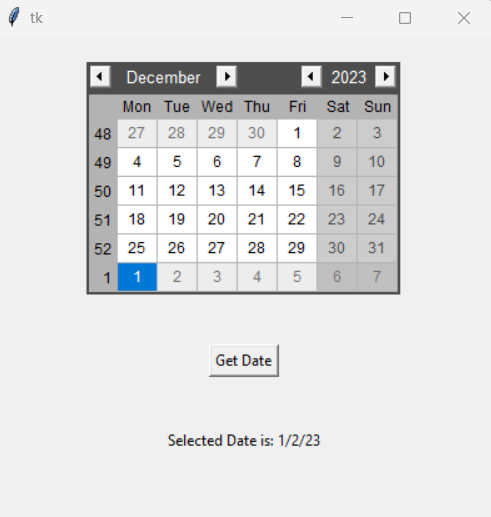 tk
December 2023
Mon Tue Wed Thu Fri Sat Sun
48 27 28 29 30 1 2 3
49 4 5 6 7 8 9 10
50 11 12 13 14 15 16 17
51 18 19 20 21 22 23 24
52 25 26 27 28 29 30 31
1 1 2 3 4 5 6 7
Get Date
Selected Date is: 1/2/23